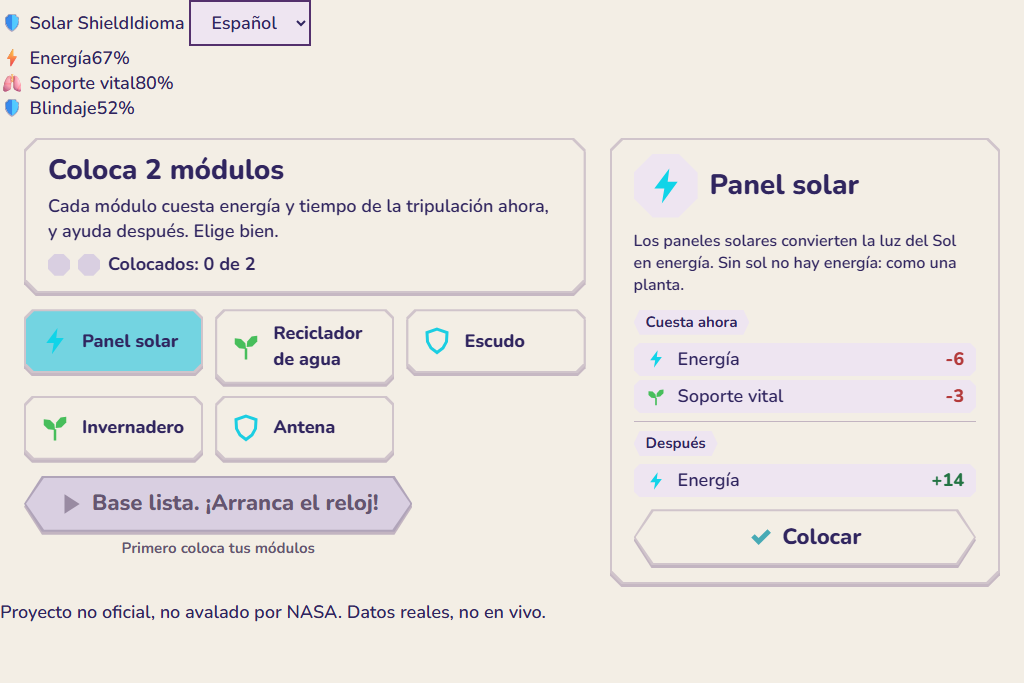 Solar ShieldIdioma Español
Energía67%
Soporte vital80%
Blindaje52%
Coloca 2 módulos
Cada módulo cuesta energía y tiempo de la tripulación ahora,
y ayuda después. Elige bien.
Colocados: 0 de 2
Panel solar
Reciclador
de agua
Escudo
Invernadero
Antena
Base lista. ¡Arranca el reloj!
Primero coloca tus módulos
Panel solar
Los paneles solares convierten la luz del Sol
en energía. Sin sol no hay energía: como una
planta.
Cuesta ahora
Energía -6
Soporte vital -3
Después
Energía +14
Colocar
Proyecto no oficial, no avalado por NASA. Datos reales, no en vivo.